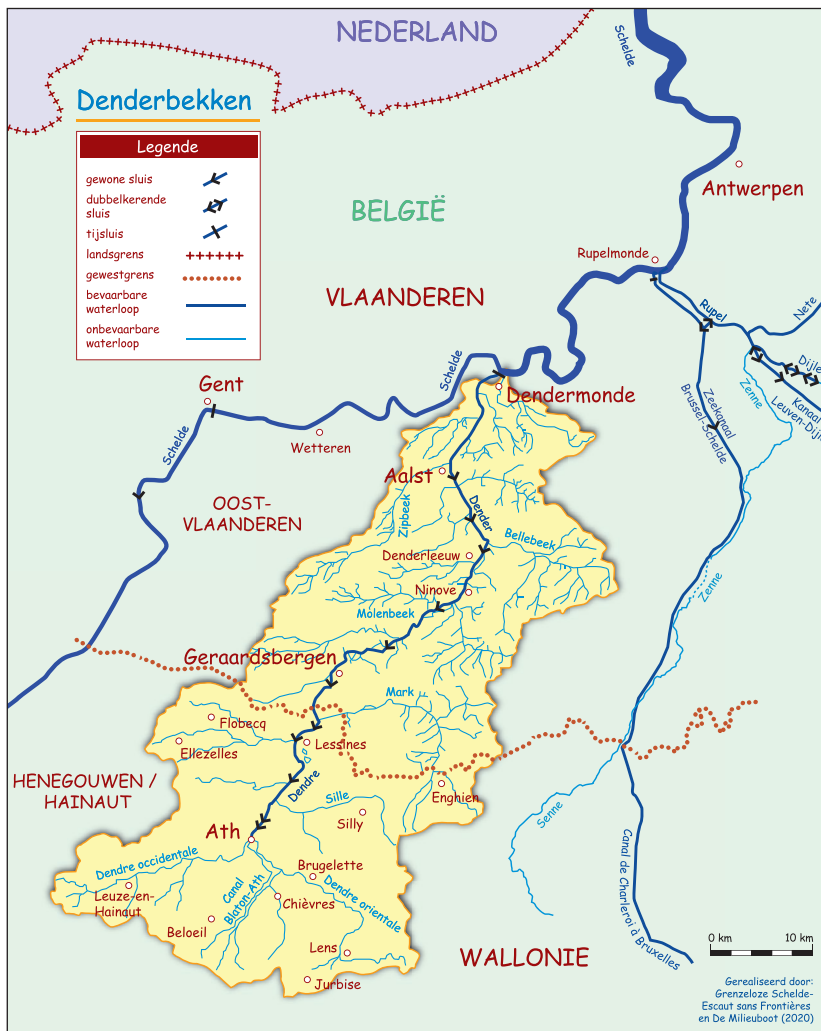 NEDERLAND
Schelde
Denderbekken
Legende
gewone sluis
dubbelkerende
sluis
tijsluis
landsgrens
gewestgrens
bevaarbare
waterloop
onbevaarbare
waterloop
Antwerpen
BELGIË
Rupelmonde
VLAANDEREN
Rupel
Nete
Schelde
Dijle
Zenne
Kanaal
Leuven-Dijl
Gent
Dendermonde
Zeekanaal
Brussel-Schelde
Schelde
Wetteren
Aalst
OOST-
VLAANDEREN
Zijpbeek
Dender
Bellebeek
Denderleeuw
Ninove
Zenne
Molenbeek
Geraardsbergen
Mark
Flobecq
Lessines
Ellezelles
HENEGOUWEN /
HAINAUT
Dendre
Enghien
Sille
Silly
Senne
Ath
Dendre occidentale
Brugelette
Canal
Blaton-Ath
Dendre orientale
Leuze-en-
Hainaut
Chièvres
Beloeil
Canal de Charleroi à Bruxelles
Lens
WALLONIE
0 km
10 km
Jurbise
Gerealiseerd door:
Grenzeloze Schelde-
Escaut sans Frontières
en De Milieuboot (2020)